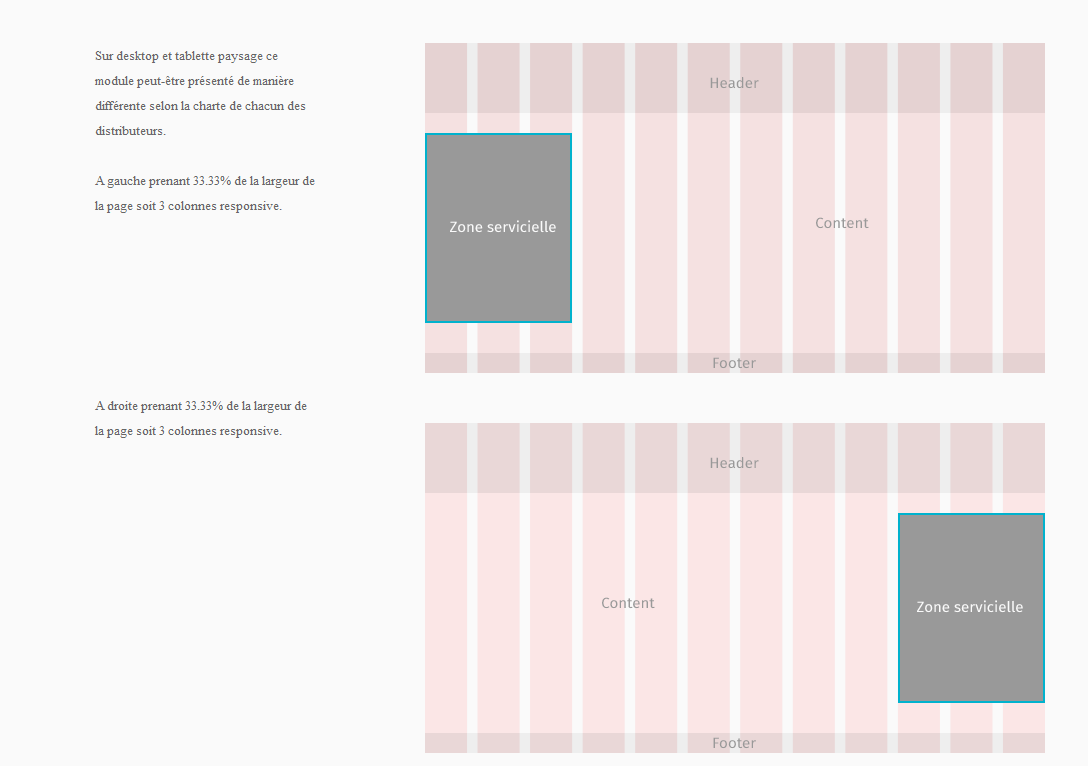 Sur desktop et tablette paysage ce
module peut-être présenté de manière
différente selon la charte de chacun des
distributeurs.
A gauche prenant 33.33% de la largeur de
la page soit 3 colonnes responsive.
Header
Zone servicielle
Content
Footer
A droite prenant 33.33% de la largeur de
la page soit 3 colonnes responsive.
Header
Content
Zone servicielle
Footer